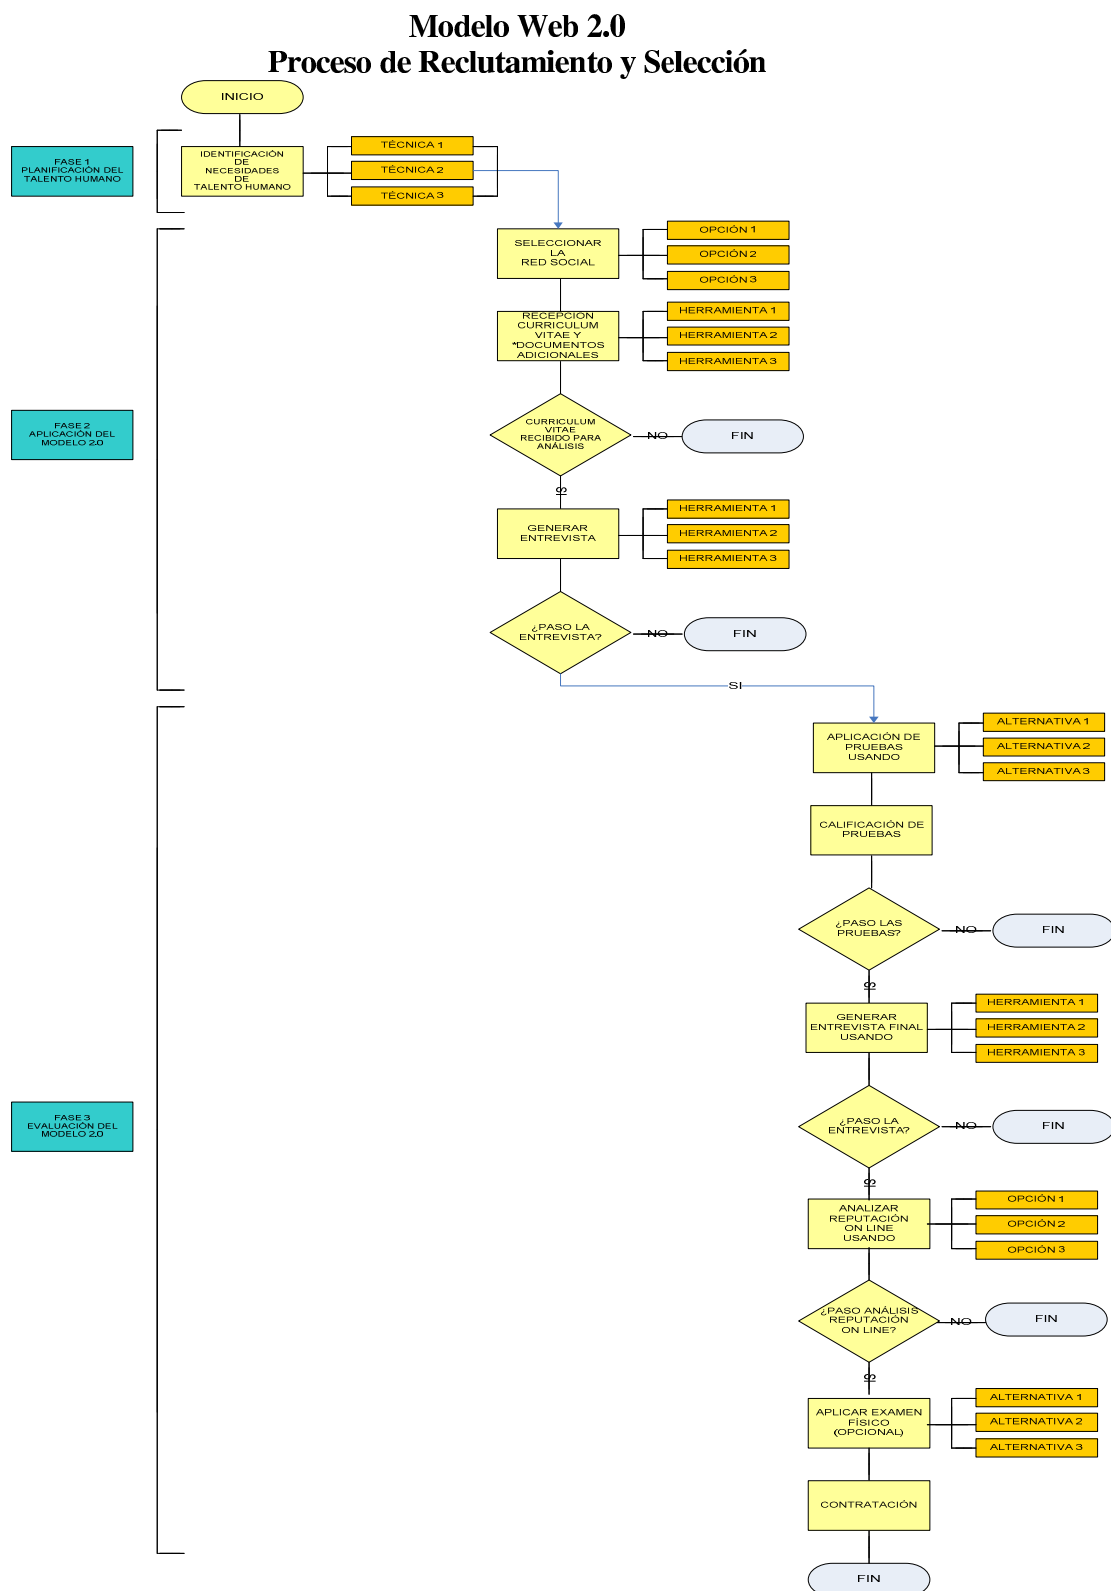 Modelo Web 2.0
Proceso de Reclutamiento y Selección
INICIO
FASE 1
PLANIFICACIÓN DEL
TALENTO HUMANO
IDENTIFICACIÓN
DE
NECESIDADES
DE
TALENTO HUMANO
TÉCNICA 1
TÉCNICA 2
TÉCNICA 3
SELECCIONAR
LA
RED SOCIAL
OPCIÓN 1
OPCIÓN 2
OPCIÓN 3
RECEPCIÓN
CURRICULUM
VITAE Y
*DOCUMENTOS
ADICIONALES
HERRAMIENTA 1
HERRAMIENTA 2
HERRAMIENTA 3
FASE 2
APLICACIÓN DEL
MODELO 2.0
CURRICULUM
VITAE
RECIBIDO PARA
ANÁLISIS
NO
FIN
SI
GENERAR
ENTREVISTA
HERRAMIENTA 1
HERRAMIENTA 2
HERRAMIENTA 3
¿PASO LA
ENTREVISTA?
NO
FIN
SI
APLICACIÓN DE
PRUEBAS
USANDO
ALTERNATIVA 1
ALTERNATIVA 2
ALTERNATIVA 3
CALIFICACIÓN DE
PRUEBAS
¿PASO LAS
PRUEBAS?
NO
FIN
SI
GENERAR
ENTREVISTA FINAL
USANDO
HERRAMIENTA 1
HERRAMIENTA 2
HERRAMIENTA 3
FASE 3
EVALUACIÓN DEL
MODELO 2.0
¿PASO LA
ENTREVISTA?
NO
FIN
SI
ANALIZAR
REPUTACIÓN
ON LINE
USANDO
OPCIÓN 1
OPCIÓN 2
OPCIÓN 3
¿PASO ANÁLISIS
REPUTACIÓN
ON LINE?
NO
FIN
SI
APLICAR EXAMEN
FÍSICO
(OPCIONAL)
ALTERNATIVA 1
ALTERNATIVA 2
ALTERNATIVA 3
CONTRATACIÓN
FIN